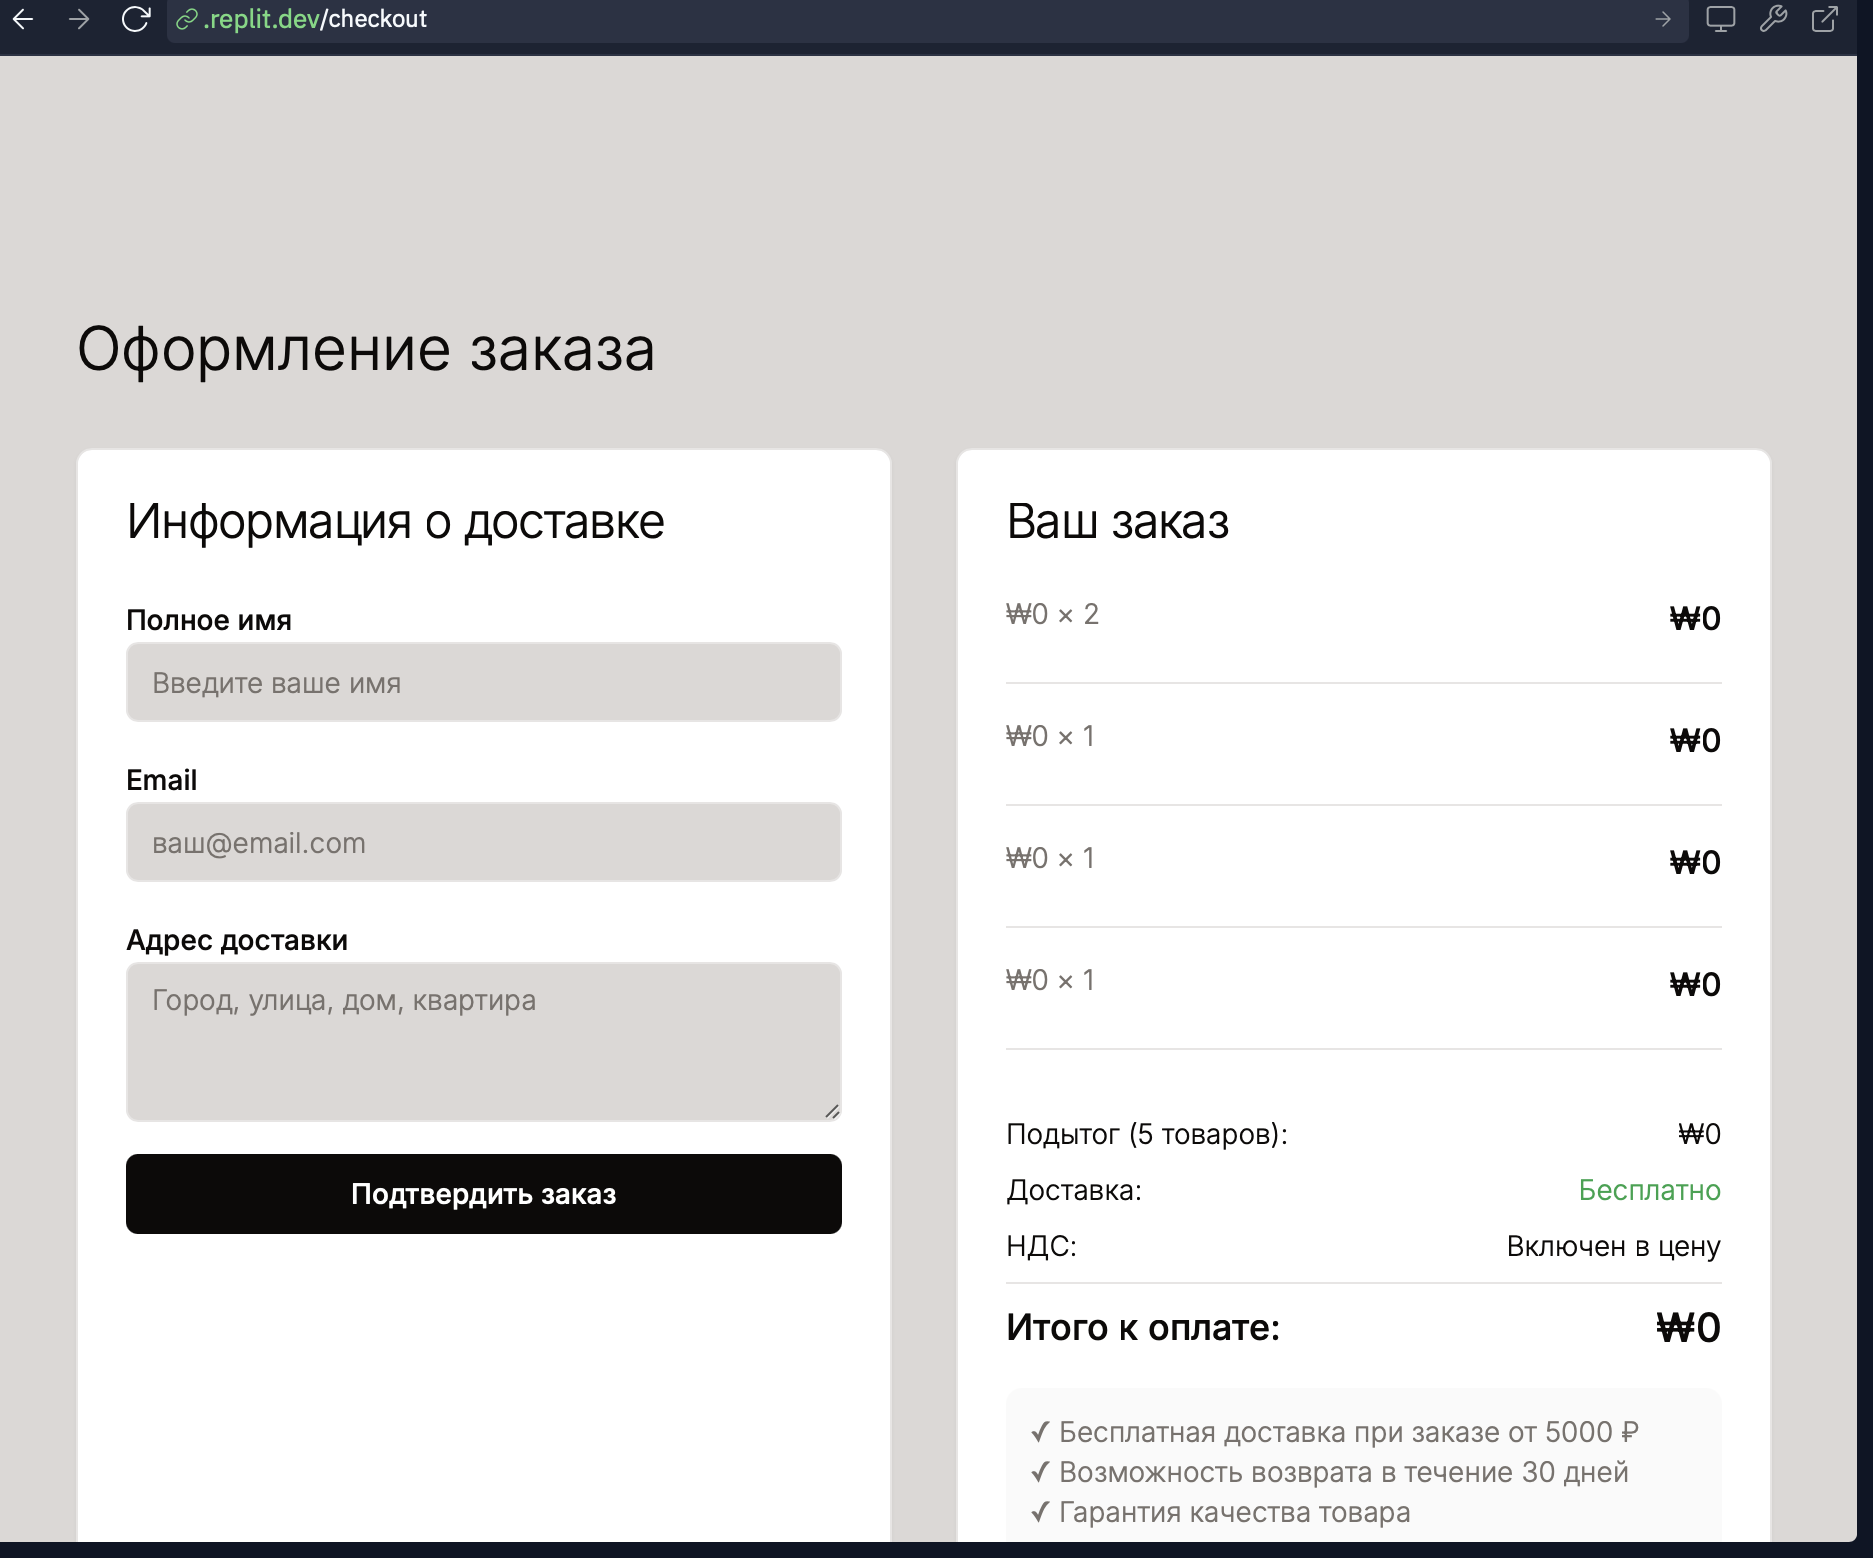 .replit.dev/checkout
Оформление заказа
Информация о доставке
Полное имя
Введите ваше имя
Email
ваш@email.com
Адрес доставки
Город, улица, дом, квартира
Подтвердить заказ
Ваш заказ
₩0 × 2 ₩0
₩0 × 1 ₩0
₩0 × 1 ₩0
₩0 × 1 ₩0
Подытог (5 товаров): ₩0
Доставка: Бесплатно
НДС: Включен в цену
Итого к оплате: ₩0
✓ Бесплатная доставка при заказе от 5000 ₽
✓ Возможность возврата в течение 30 дней
✓ Гарантия качества товара